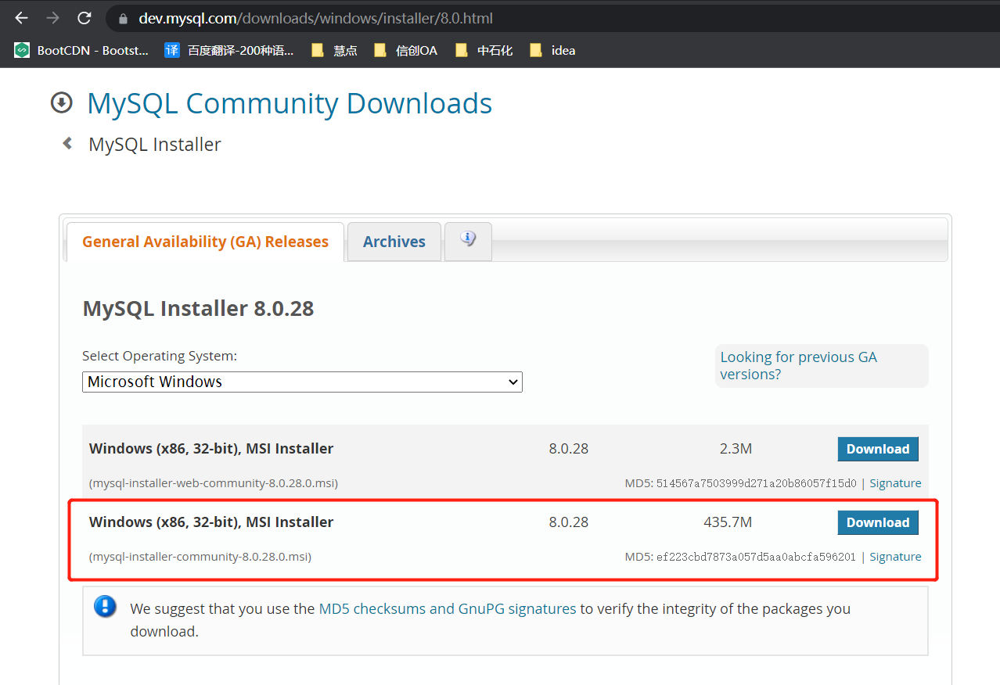 dev.mysql.com/downloads/windows/installer/8.0.html
BootCDN - Bootst... 译 百度翻译-200种语... 慧点 信创OA 中石化 idea
MySQL Community Downloads
MySQL Installer
General Availability (GA) Releases Archives
MySQL Installer 8.0.28
Select Operating System:
Looking for previous GA
versions?
Microsoft Windows
Windows (x86, 32-bit), MSI Installer 8.0.28 2.3M Download
(mysql-installer-web-community-8.0.28.0.msi) MD5: 514567a7503999d271a20b86057f15d0 | Signature
Windows (x86, 32-bit), MSI Installer 8.0.28 435.7M Download
(mysql-installer-community-8.0.28.0.msi) MD5: ef223cbd7873a057d5aa0abcfa596201 | Signature
We suggest that you use the MD5 checksums and GnuPG signatures to verify the integrity of the packages you
download.